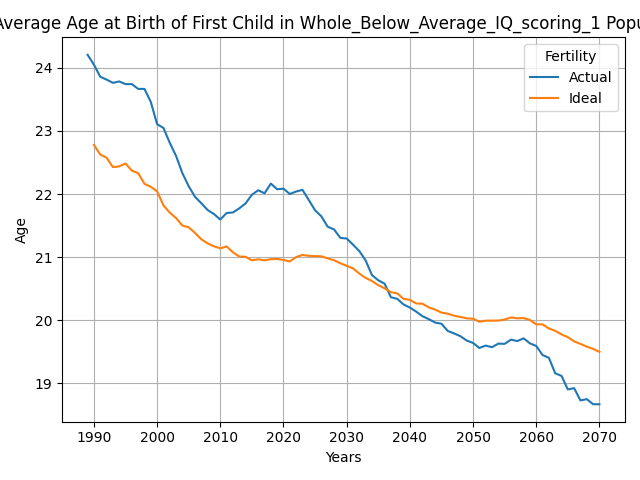 Average Age at Birth of First Child in Whole_Below_Average_IQ_scoring_1
Fertility
Actual
Ideal
24
23
22
21
20
19
Age
1990
2000
2010
2020
2030
2040
2050
2060
2070
Years